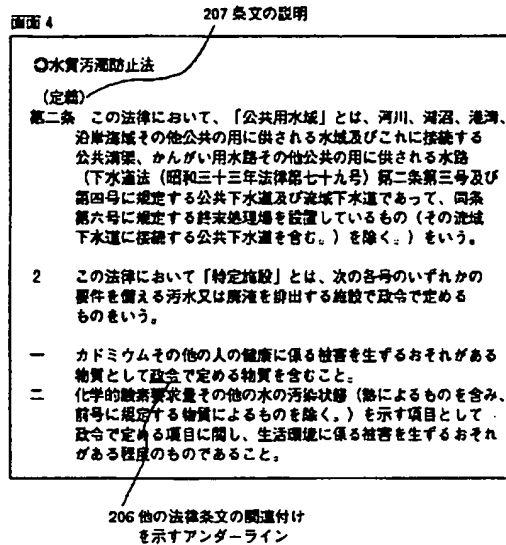 画面 4
207 条文の説明
〇水質汚濁防止法
(定義)
第二条 この法律において、「公共用水域」とは、河川、湖沼、港湾、
沿岸海域その他公共の用に供される水域及びこれに接続する
公共溝渠、かんがい用水路その他公共の用に供される水路
(下水道法(昭和三十三年法律第七十九号)第二条第三号及び
第四号に規定する公共下水道及び流域下水道であって、同条
第六号に規定する終末処理場を設置しているもの(その流域
下水道に接続する公共下水道を含む。)を除く。)をいう。
2 この法律において「特定施設」とは、次の各号のいずれかの
要件を備える汚水又は廃液を排出する施設で政令で定める
ものをいう。
一 カドミウムその他の人の健康に係る被害を生ずるおそれがある
物質として政令で定める物質を含むこと。
二 化学的酸素要求量その他の水の汚染状態(熱によるものを含み、
前号に規定する物質によるものを除く。)を示す項目として
政令で定める項目に関し、生活環境に係る被害を生ずるおそれ
がある程度のものであること。
206 他の法律条文の関連付け
を示すアンダーライン